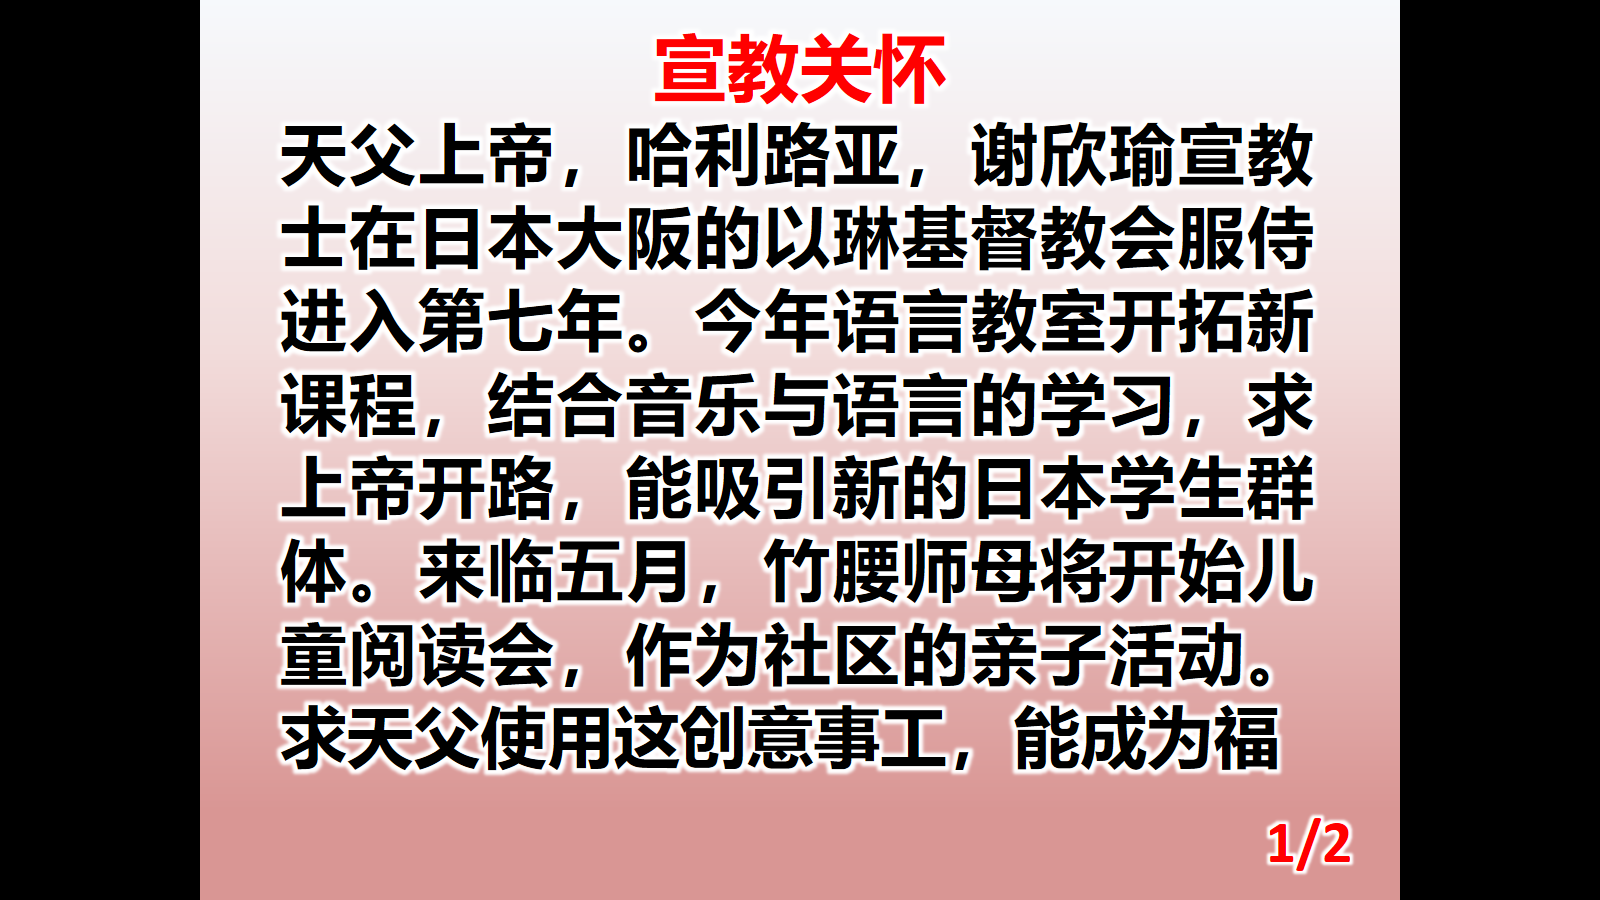 宣教关怀
天父上帝，哈利路亚，谢欣瑜宣教
士在日本大阪的以琳基督教会服侍
进入第七年。今年语言教室开拓新
课程，结合音乐与语言的学习，求
上帝开路，能吸引新的日本学生群
体。来临五月，竹腰师母将开始儿
童阅读会，作为社区的亲子活动。
求天父使用这创意事工，能成为福
1/2